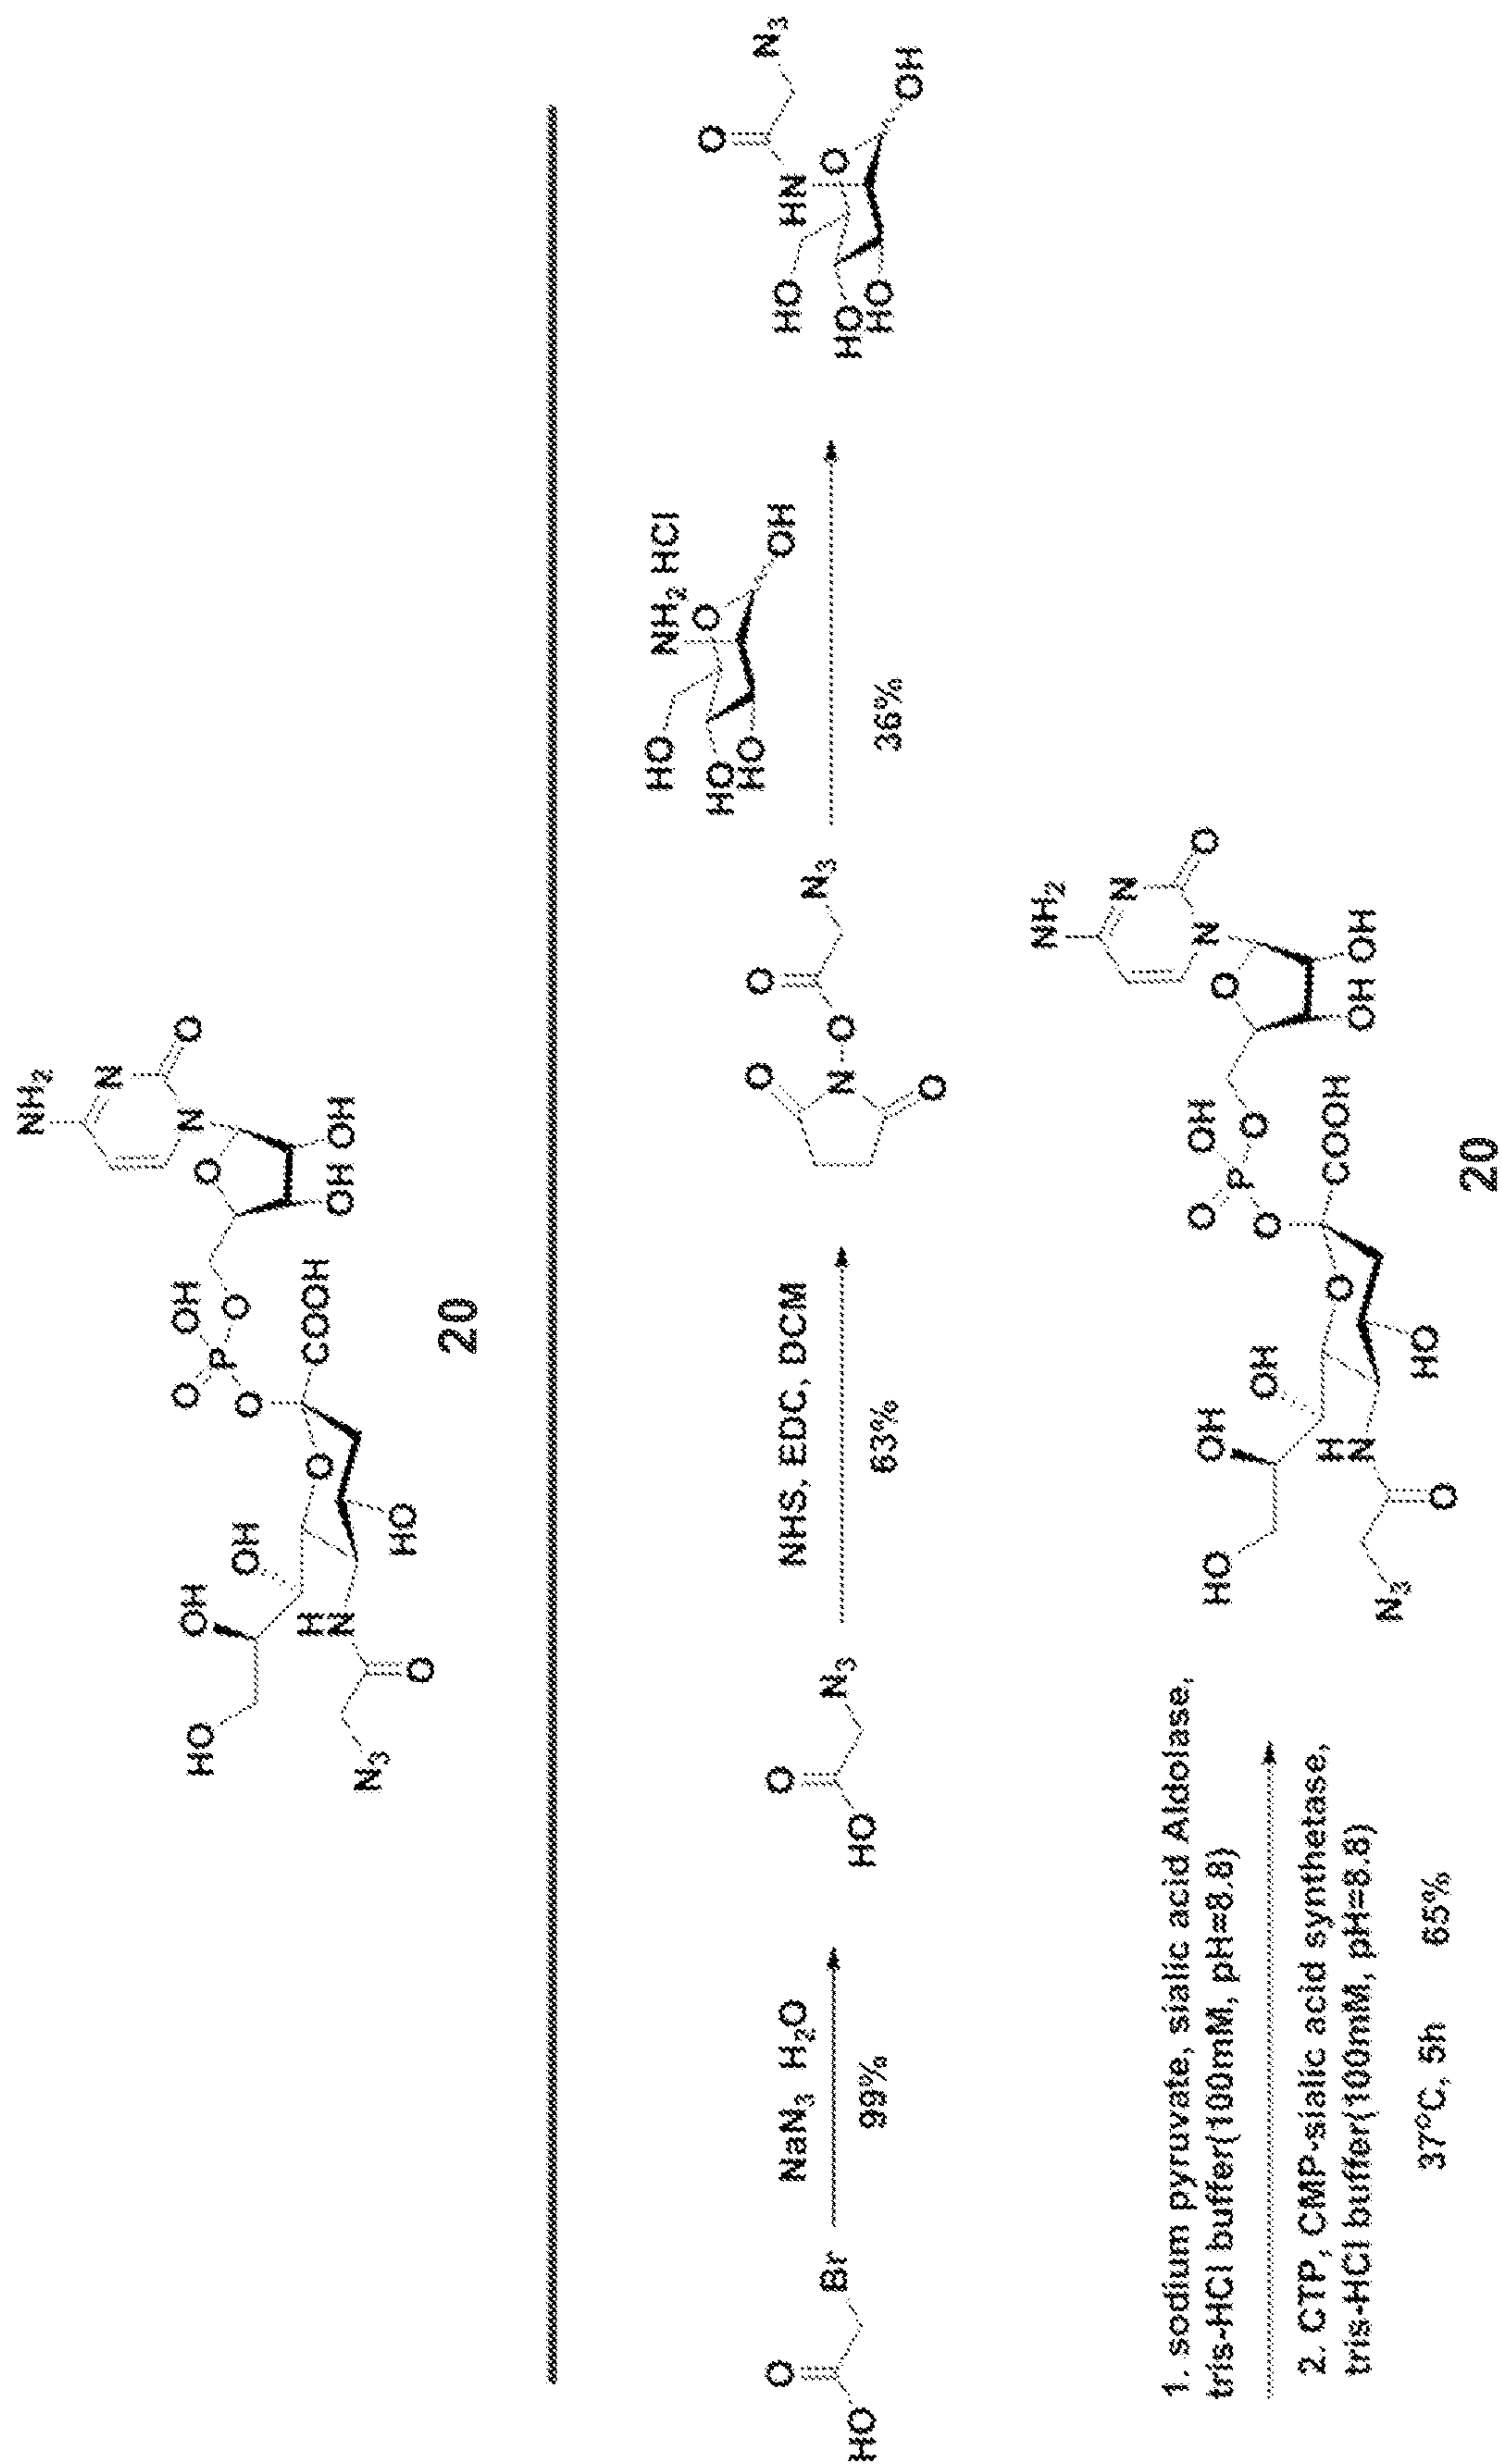 NH2
N
N
O
O
OH OH
O
OH
P
O
O
COOH
O
OH
OH
HO
H
N
HO
O
N3
20
O
HO
Br
NaN3 H2O
99%
O
HO
N3
NHS, EDC, DCM
63%
O
O
N
O
O
N3
HO
NH2 HCl
O
HO
HO
OH
36%
O
N3
HN
O
HO
HO
HO
OH
1. sodium pyruvate, sialic acid Aldolase,
tris-HCl buffer(100mM, pH=8.8)
2. CTP, CMP-sialic acid synthetase,
tris-HCl buffer(100mM, pH=8.8)
37°C, 5h 65%
NH2
N
N
O
O
OH OH
O
OH
P
O
O
COOH
O
OH
OH
HO
H
N
HO
O
N3
20